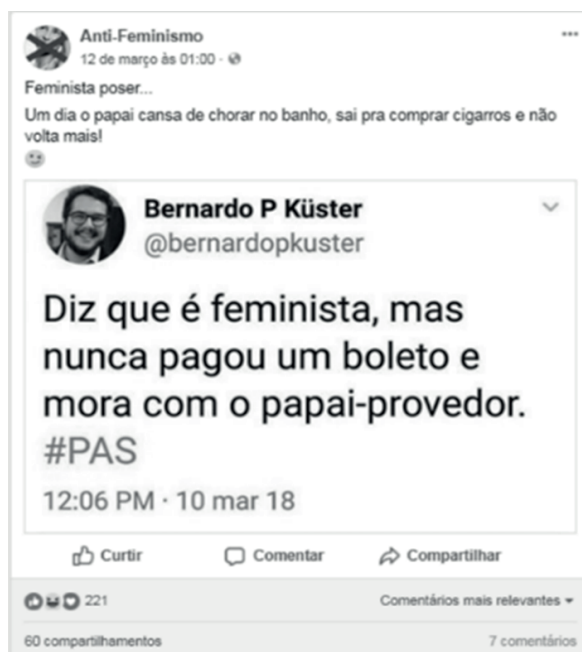 Anti-Feminismo
12 de março às 01:00 ·
Feminista poser...
Um dia o papai cansa de chorar no banho, sai pra comprar cigarros e não
volta mais!
Bernardo P Küster
@bernardopkuster
Diz que é feminista, mas
nunca pagou um boleto e
mora com o papai-provedor.
#PAS
12:06 PM · 10 mar 18
Curtir Comentar Compartilhar
221 Comentários mais relevantes
60 compartilhamentos 7 comentários